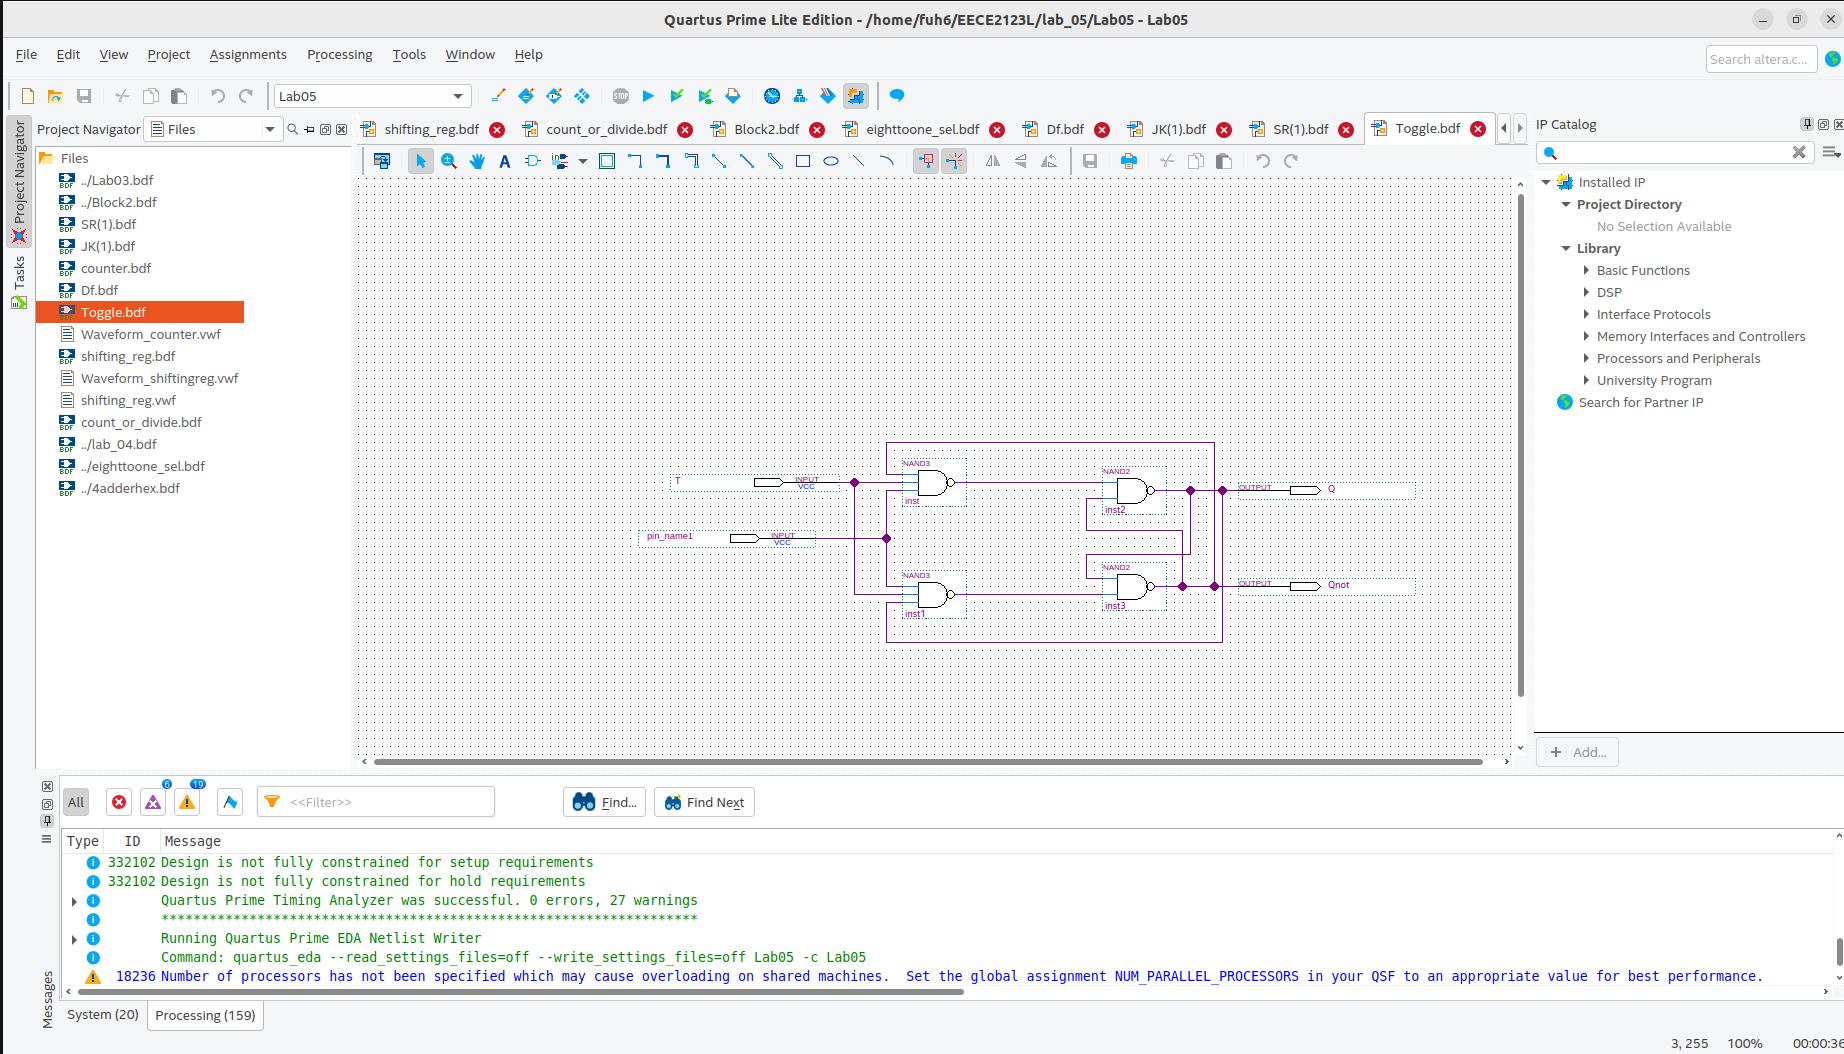 Quartus Prime Lite Edition - /home/fuh6/EECE2123L/lab_05/Lab05 - Lab05
File Edit View Project Assignments Processing Tools Window Help
Search altera.c...
Lab05
Project Navigator
Tasks
Project Navigator Files
Files
../Lab03.bdf
../Block2.bdf
SR(1).bdf
JK(1).bdf
counter.bdf
Df.bdf
Toggle.bdf
Waveform_counter.vwf
shifting_reg.bdf
Waveform_shiftingreg.vwf
shifting_reg.vwf
count_or_divide.bdf
../lab_04.bdf
../eighttoone_sel.bdf
../4adderhex.bdf
shifting_reg.bdf count_or_divide.bdf Block2.bdf eighttoone_sel.bdf Df.bdf JK(1).bdf SR(1).bdf Toggle.bdf
T INPUT VCC
pin_name1 INPUT VCC
NAND3
inst
NAND3
inst1
NAND2
inst2
NAND2
inst3
OUTPUT Q
OUTPUT Qnot
IP Catalog
Installed IP
Project Directory
No Selection Available
Library
Basic Functions
DSP
Interface Protocols
Memory Interfaces and Controllers
Processors and Peripherals
University Program
Search for Partner IP
+ Add...
All 6 19 <<Filter>> Find... Find Next
Type ID Message
332102 Design is not fully constrained for setup requirements
332102 Design is not fully constrained for hold requirements
Quartus Prime Timing Analyzer was successful. 0 errors, 27 warnings
*******************************************************************
Running Quartus Prime EDA Netlist Writer
Command: quartus_eda --read_settings_files=off --write_settings_files=off Lab05 -c Lab05
18236 Number of processors has not been specified which may cause overloading on shared machines.  Set the global assignment NUM_PARALLEL_PROCESSORS in your QSF to an appropriate value for best performance.
Messages
System (20) Processing (159)
3, 255 100% 00:00:36